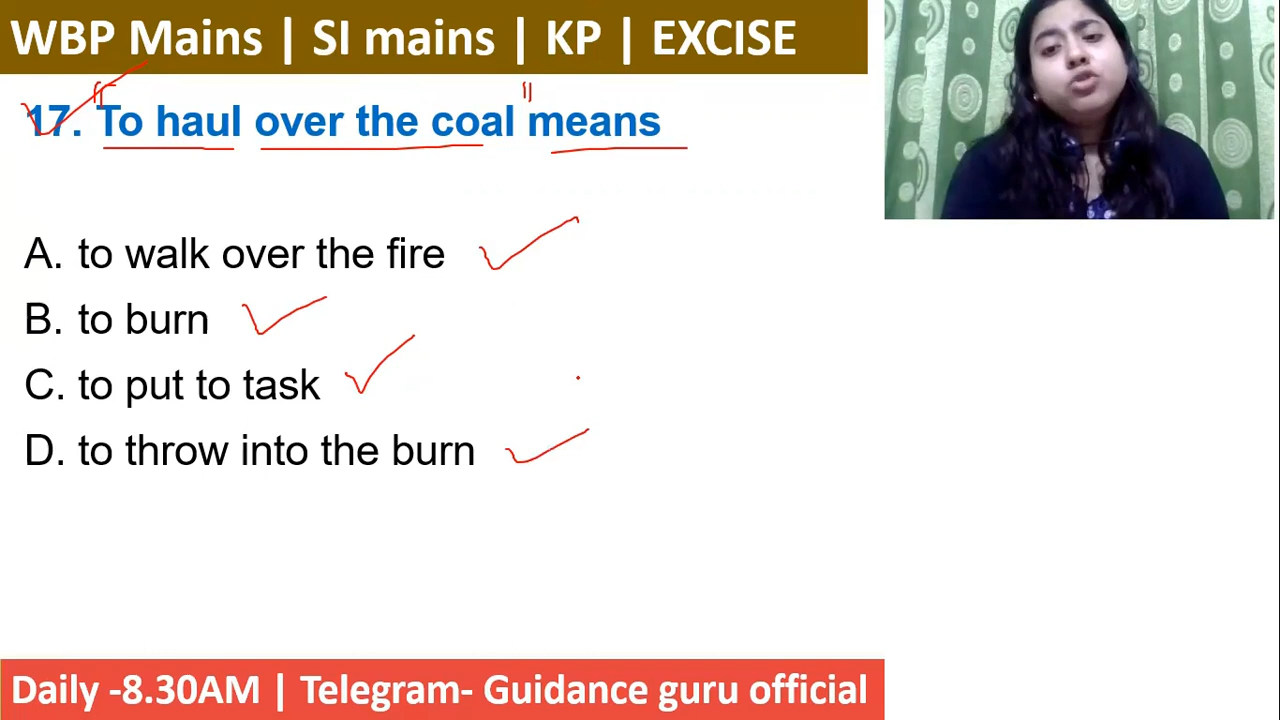 WBP Mains | SI mains | KP | EXCISE
17. To haul over the coal" means
A. to walk over the fire
B. to burn
C. to put to task
D. to throw into the burn
Daily -8.30AM | Telegram- Guidance guru official